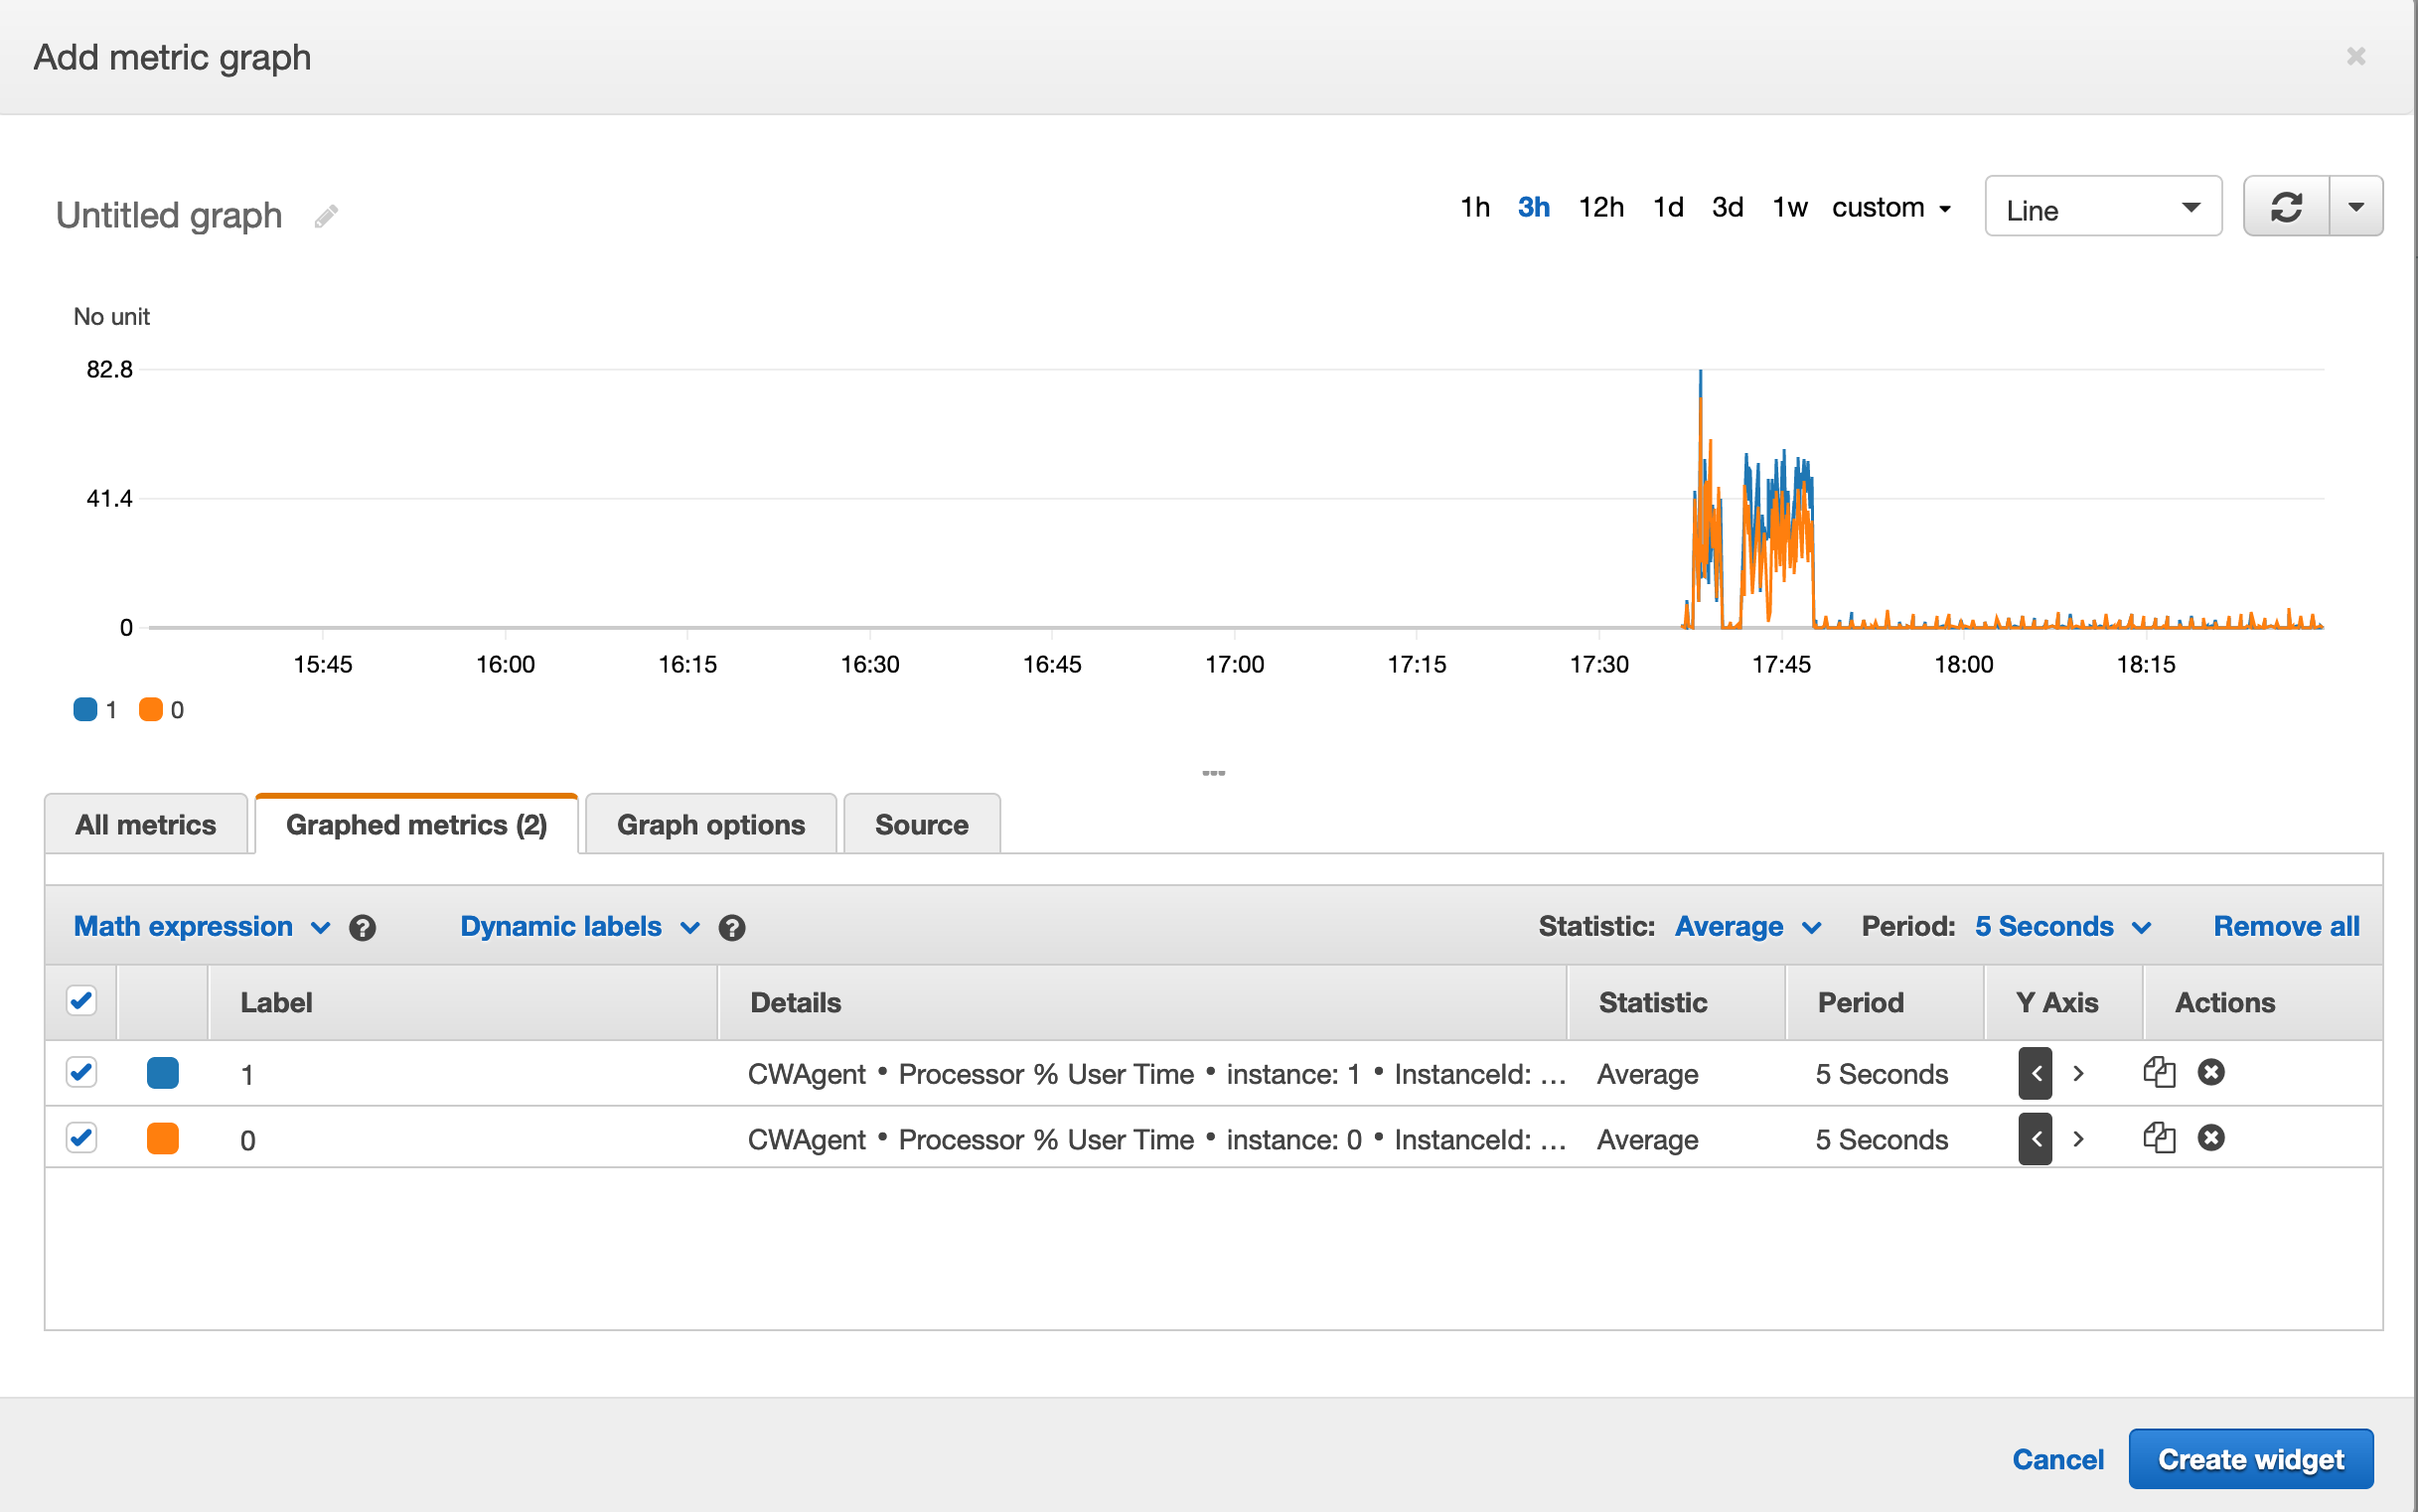 Add metric graph
Untitled graph
1h 3h 12h 1d 3d 1w custom Line
No unit
82.8
41.4
0
15:45 16:00 16:15 16:30 16:45 17:00 17:15 17:30 17:45 18:00 18:15
1 0
All metrics Graphed metrics (2) Graph options Source
Math expression Dynamic labels Statistic: Average Period: 5 Seconds Remove all
Label Details Statistic Period Y Axis Actions
1 CWAgent • Processor % User Time • instance: 1 • InstanceId: ... Average 5 Seconds
0 CWAgent • Processor % User Time • instance: 0 • InstanceId: ... Average 5 Seconds
Cancel Create widget